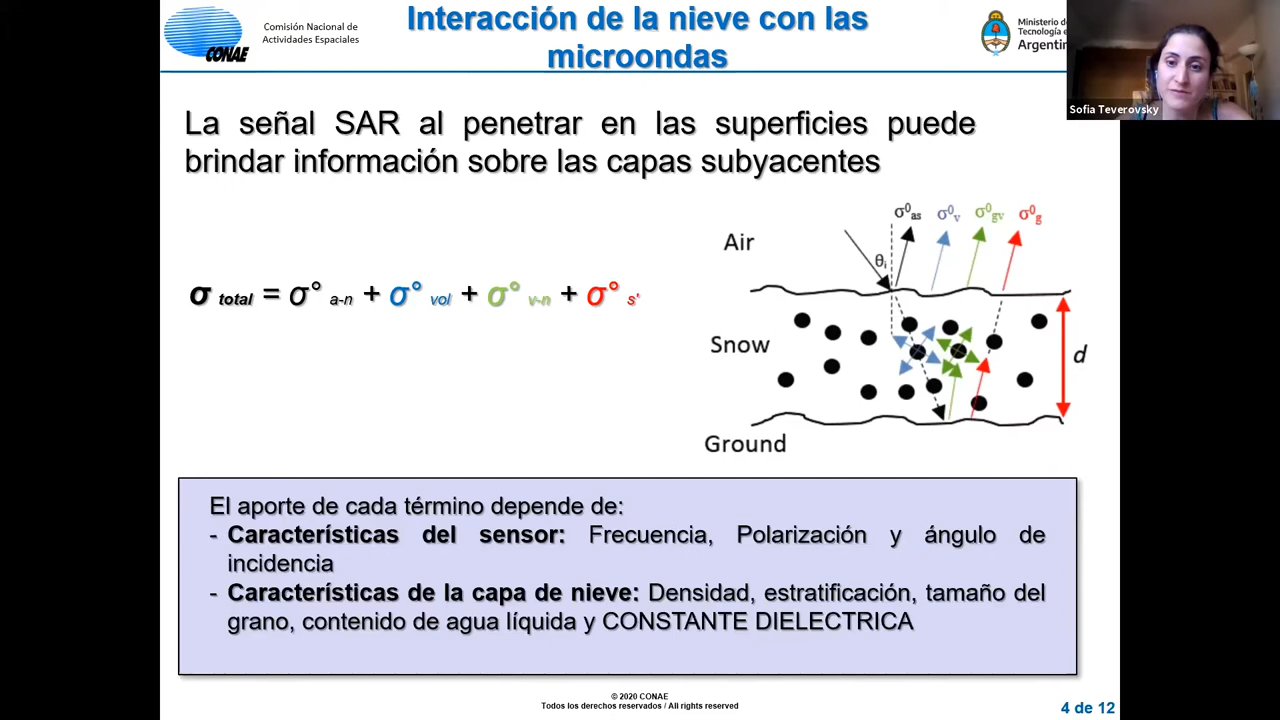 Comisión Nacional de
Actividades Espaciales
CONAE
Interacción de la nieve con las
microondas
Ministerio de
Tecnología e
Argentin
Sofia Teverovsky
La señal SAR al penetrar en las superficies puede
brindar información sobre las capas subyacentes
σ total = σ° a-n + σ° vol + σ° v-n + σ° s'
σ⁰as σ⁰v σ⁰gv σ⁰g
Air
θi
Snow
d
Ground
El aporte de cada término depende de:
- Características del sensor: Frecuencia, Polarización y ángulo de
incidencia
- Características de la capa de nieve: Densidad, estratificación, tamaño del
grano, contenido de agua líquida y CONSTANTE DIELECTRICA
© 2020 CONAE
Todos los derechos reservados / All rights reserved
4 de 12